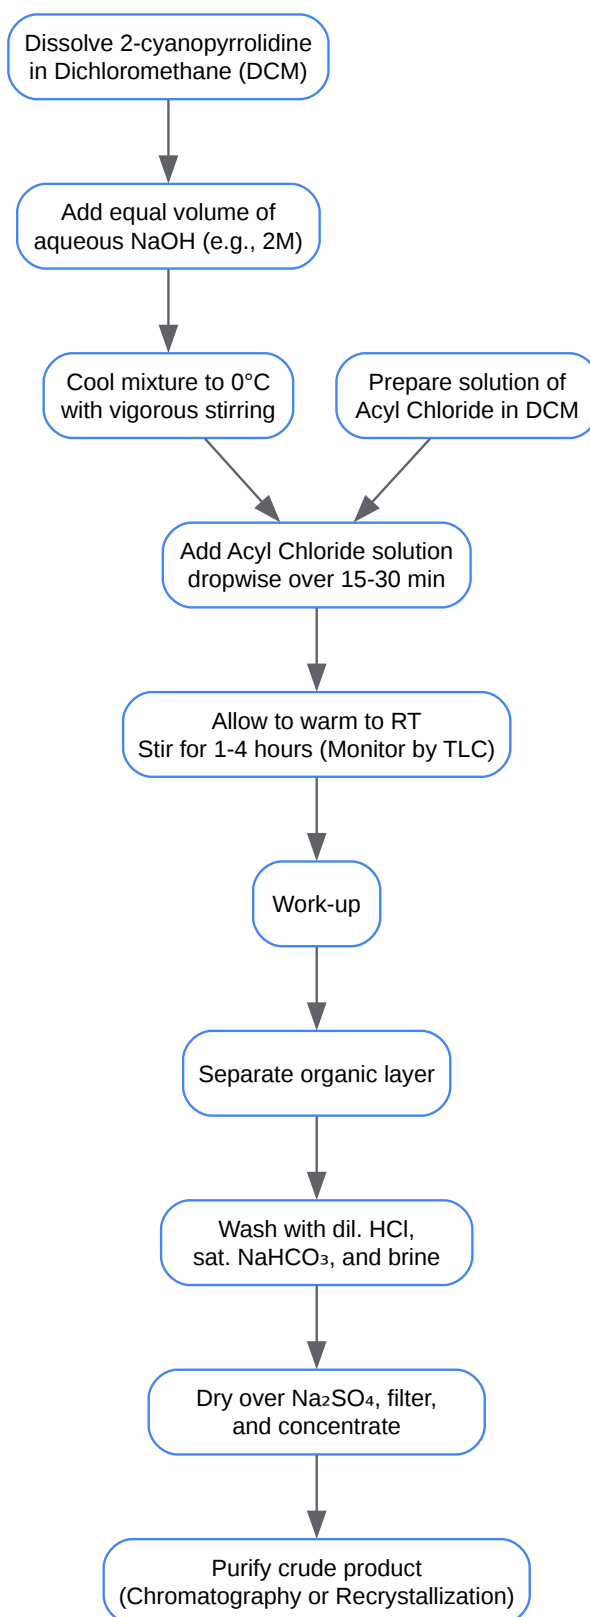 Dissolve 2-cyanopyrrolidine
in Dichloromethane (DCM)
Add equal volume of
aqueous NaOH (e.g., 2M)
Cool mixture to 0°C
with vigorous stirring
Prepare solution of
Acyl Chloride in DCM
Add Acyl Chloride solution
dropwise over 15-30 min
Allow to warm to RT
Stir for 1-4 hours (Monitor by TLC)
Work-up
Separate organic layer
Wash with dil. HCl,
sat. NaHCO₃, and brine
Dry over Na₂SO₄, filter,
and concentrate
Purify crude product
(Chromatography or Recrystallization)